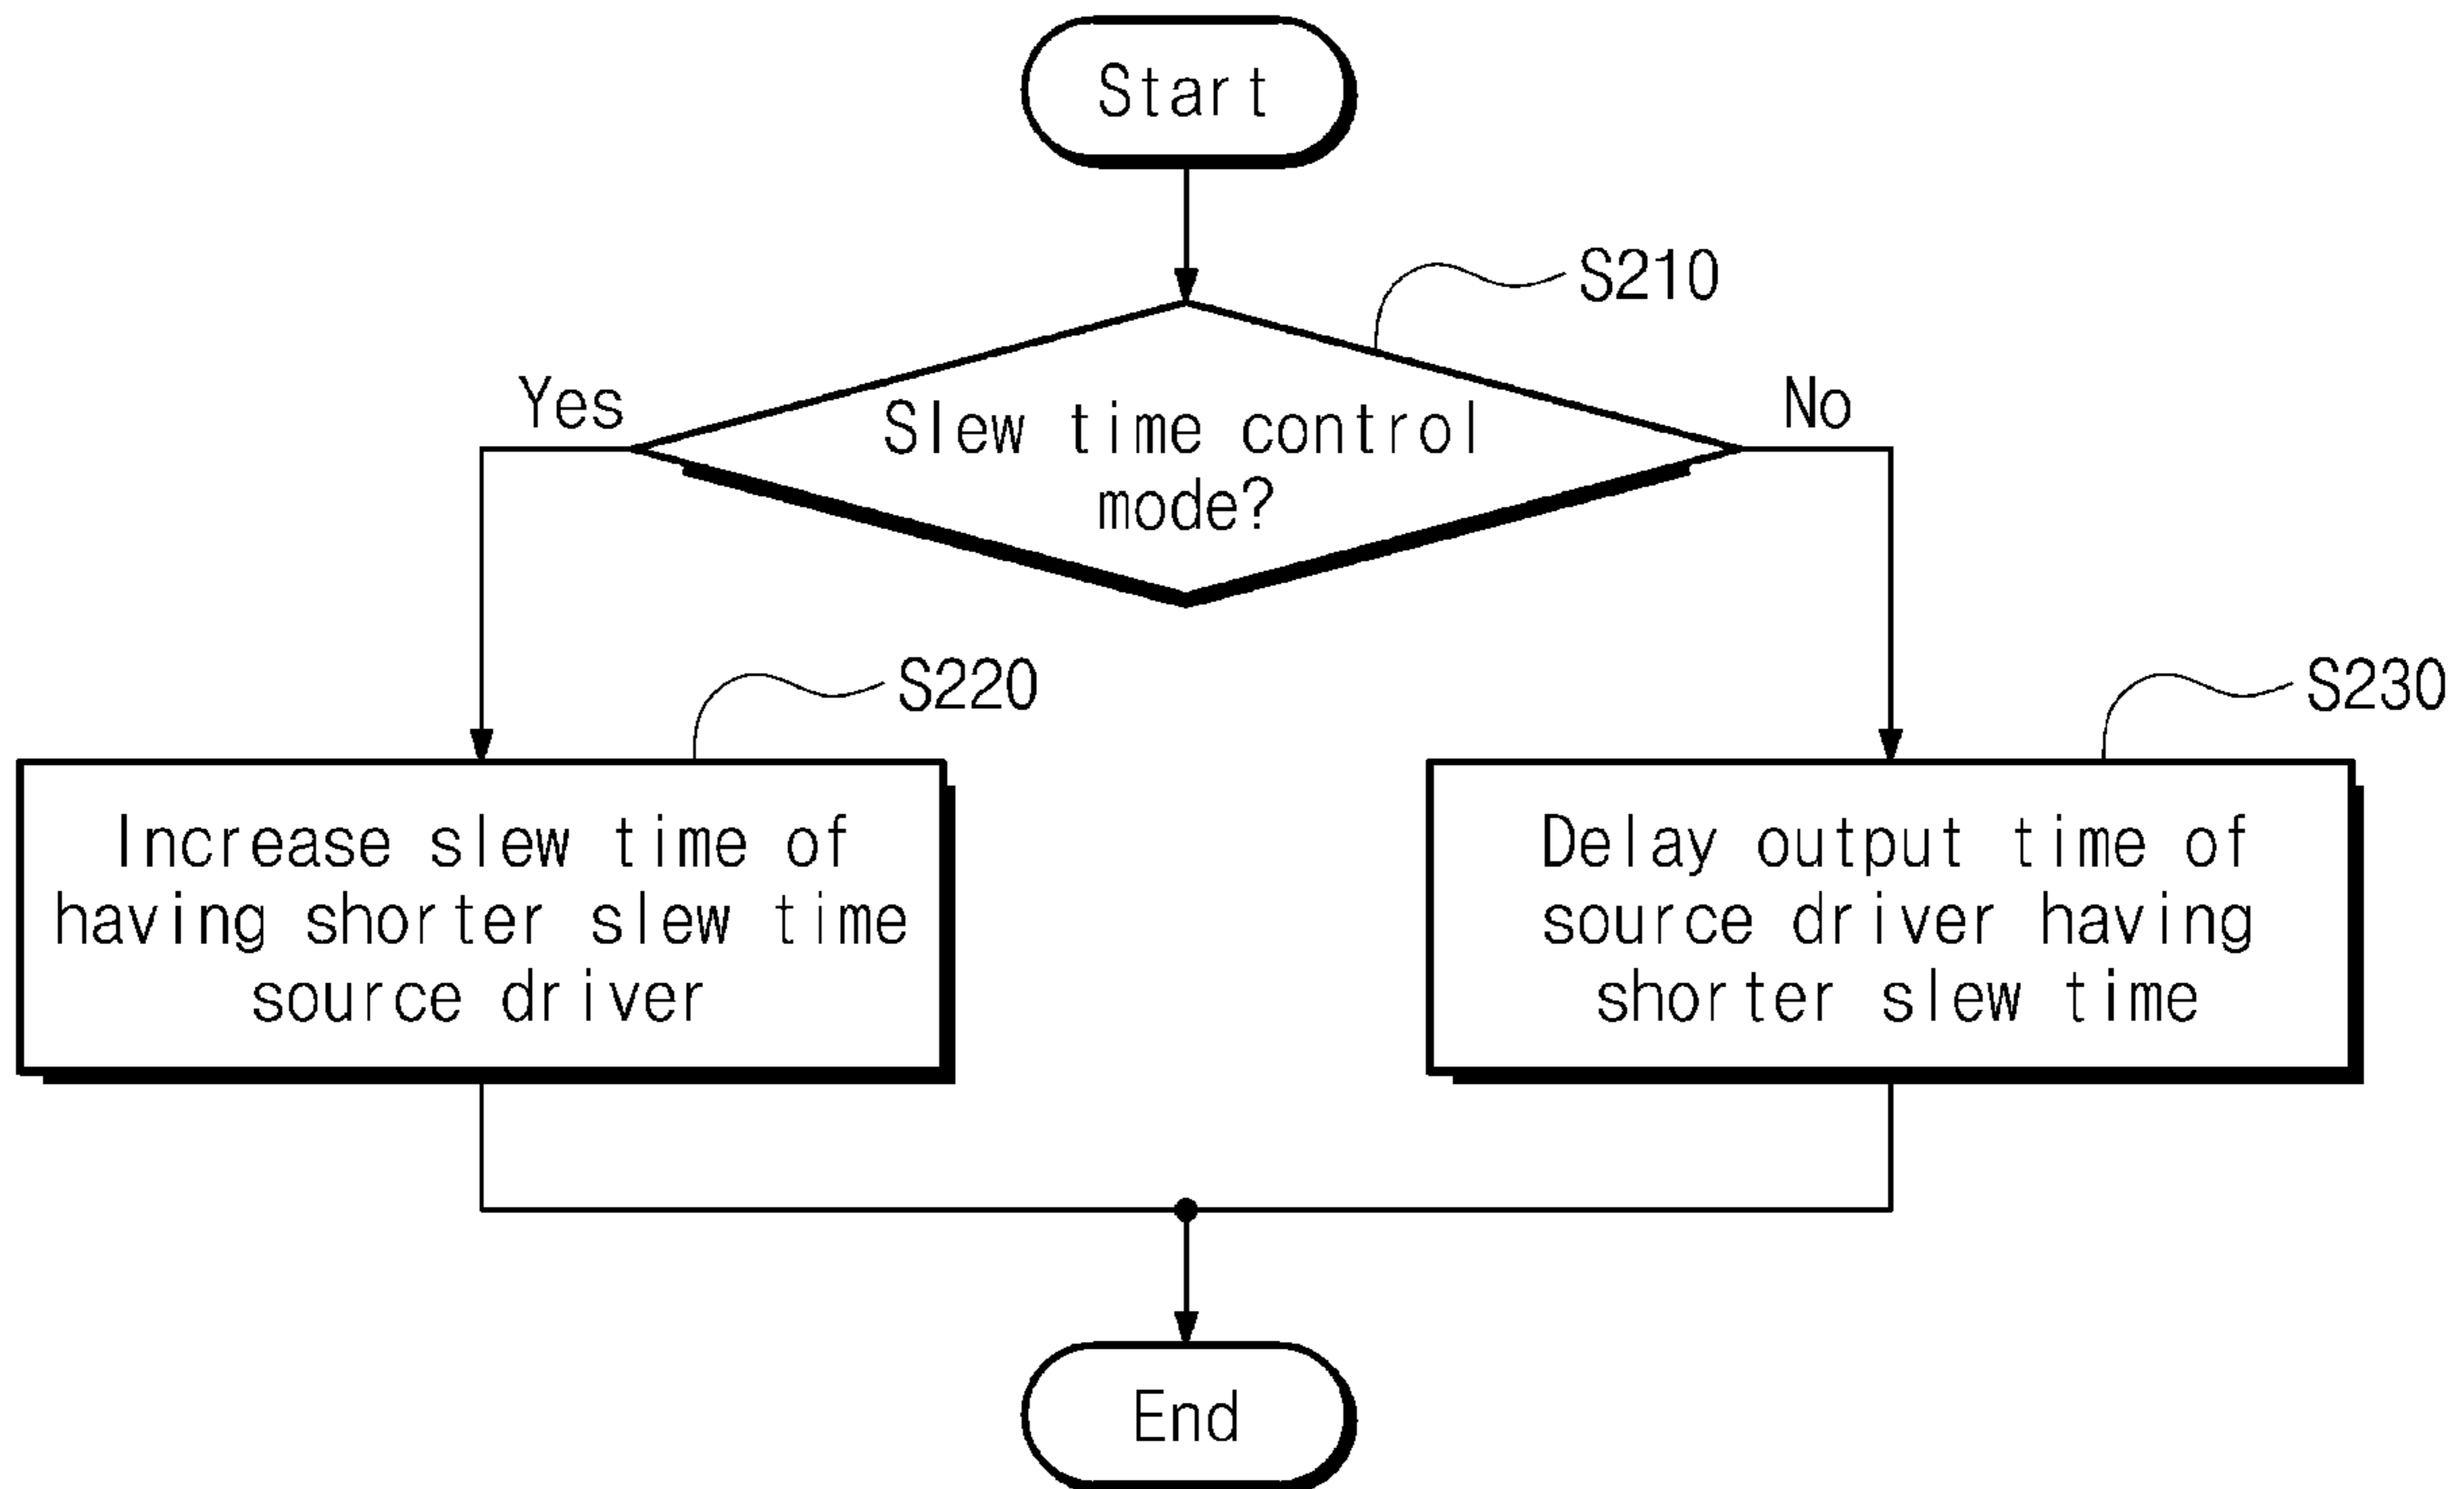 Start
S210
Yes
No
Slew time control
mode?
S220
S230
Increase slew time of
having shorter slew time
source driver
Delay output time of
source driver having
shorter slew time
End